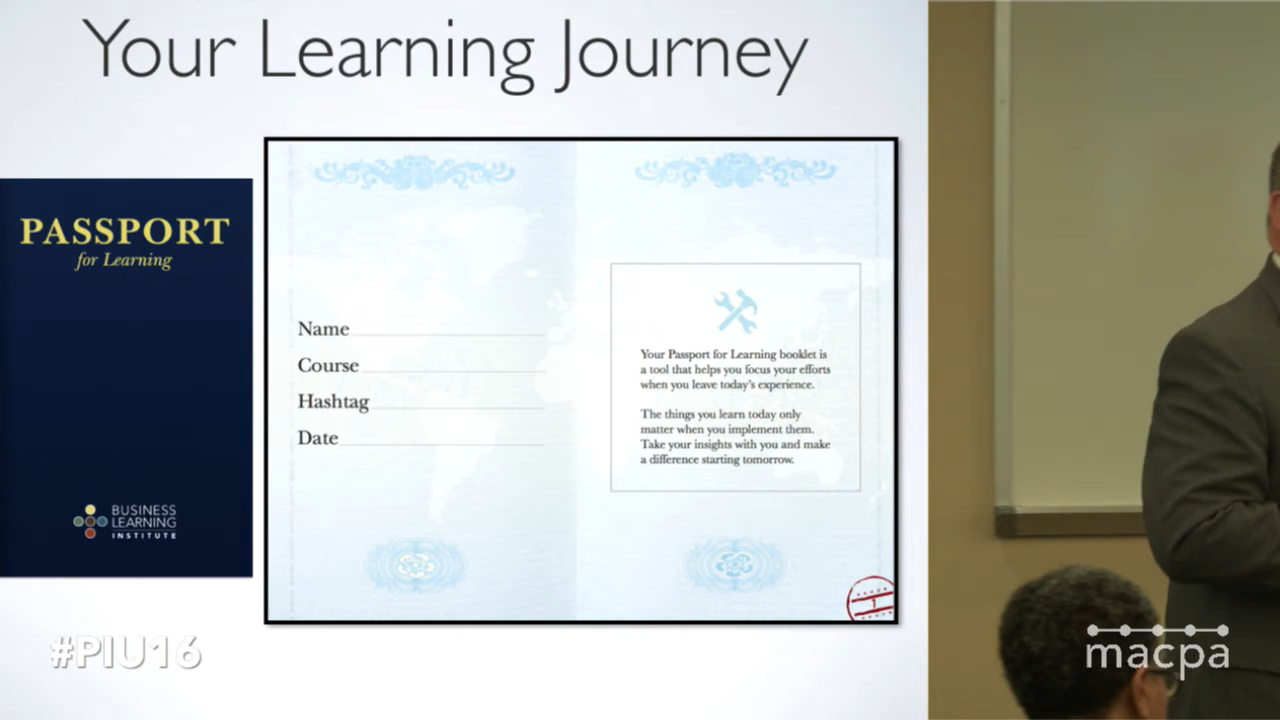 Your Learning Journey
PASSPORT
for Learning
BUSINESS
LEARNING
INSTITUTE
Name
Course
Hashtag
Date
Your Passport for Learning booklet is
a tool that helps you focus your efforts
when you leave today's experience.
The things you learn today only
matter when you implement them.
Take your insights with you and make
a difference starting tomorrow.
1
#PIU16
macpa